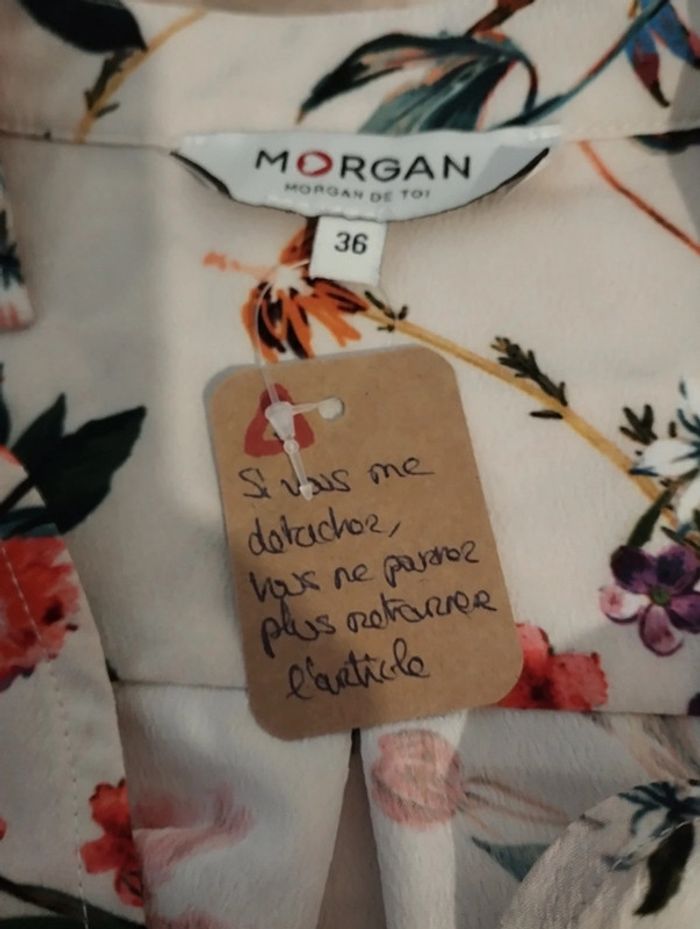 MORGAN
MORGAN DE TOI
36
Si vous me
detachez,
vous ne pourrez
plus retourner
l'article